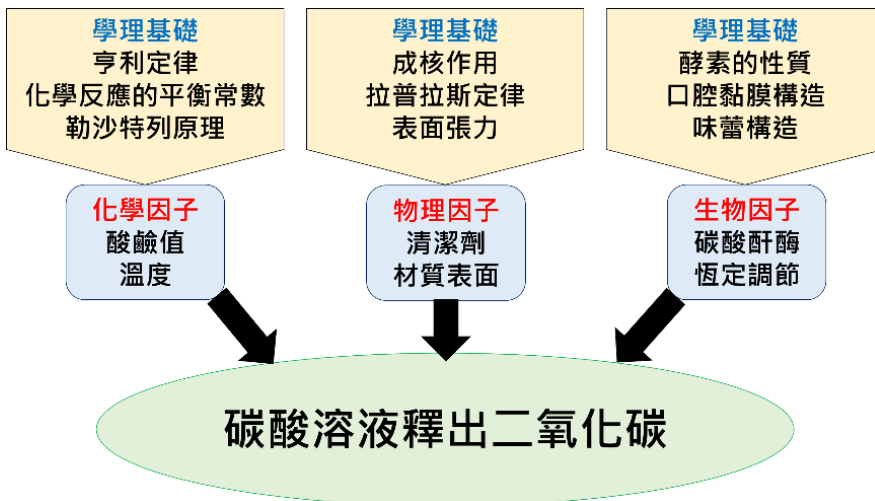 學理基礎
亨利定律
化學反應的平衡常數
勒沙特列原理
學理基礎
成核作用
拉普拉斯定律
表面張力
學理基礎
酵素的性質
口腔黏膜構造
味蕾構造
化學因子
酸鹼值
溫度
物理因子
清潔劑
材質表面
生物因子
碳酸酐酶
恆定調節
碳酸溶液釋出二氧化碳